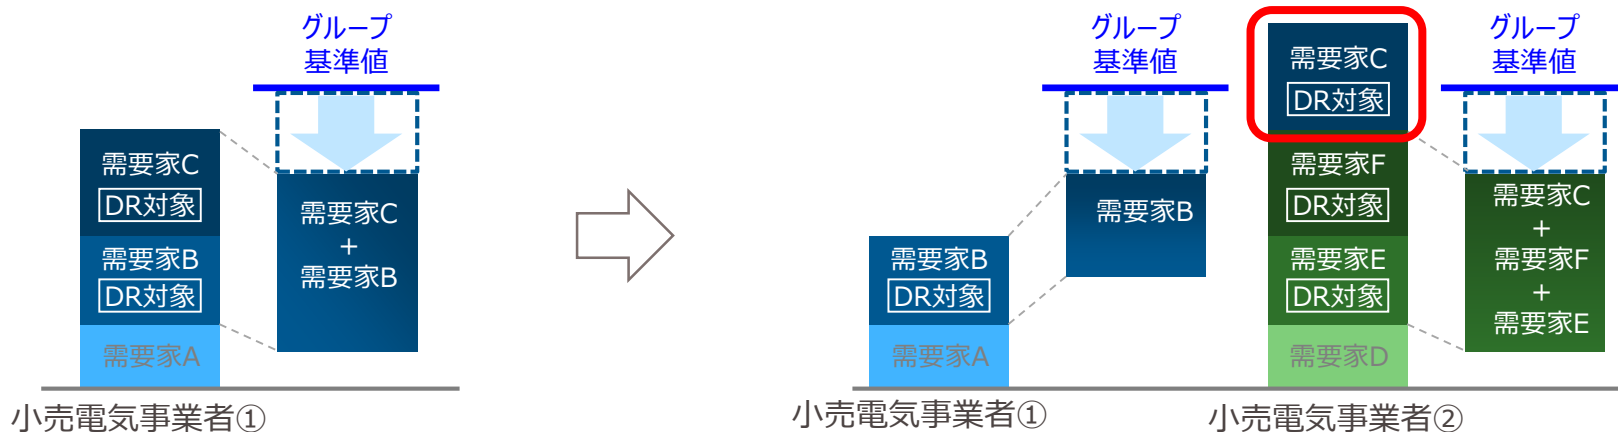 グループ
基準値
需要家C
DR対象
需要家B
DR対象
需要家A
需要家C
+
需要家B
小売電気事業者①
グループ
基準値
需要家B
DR対象
需要家A
需要家B
小売電気事業者①
需要家C
DR対象
需要家F
DR対象
需要家E
DR対象
需要家D
グループ
基準値
需要家C
+
需要家F
+
需要家E
小売電気事業者②